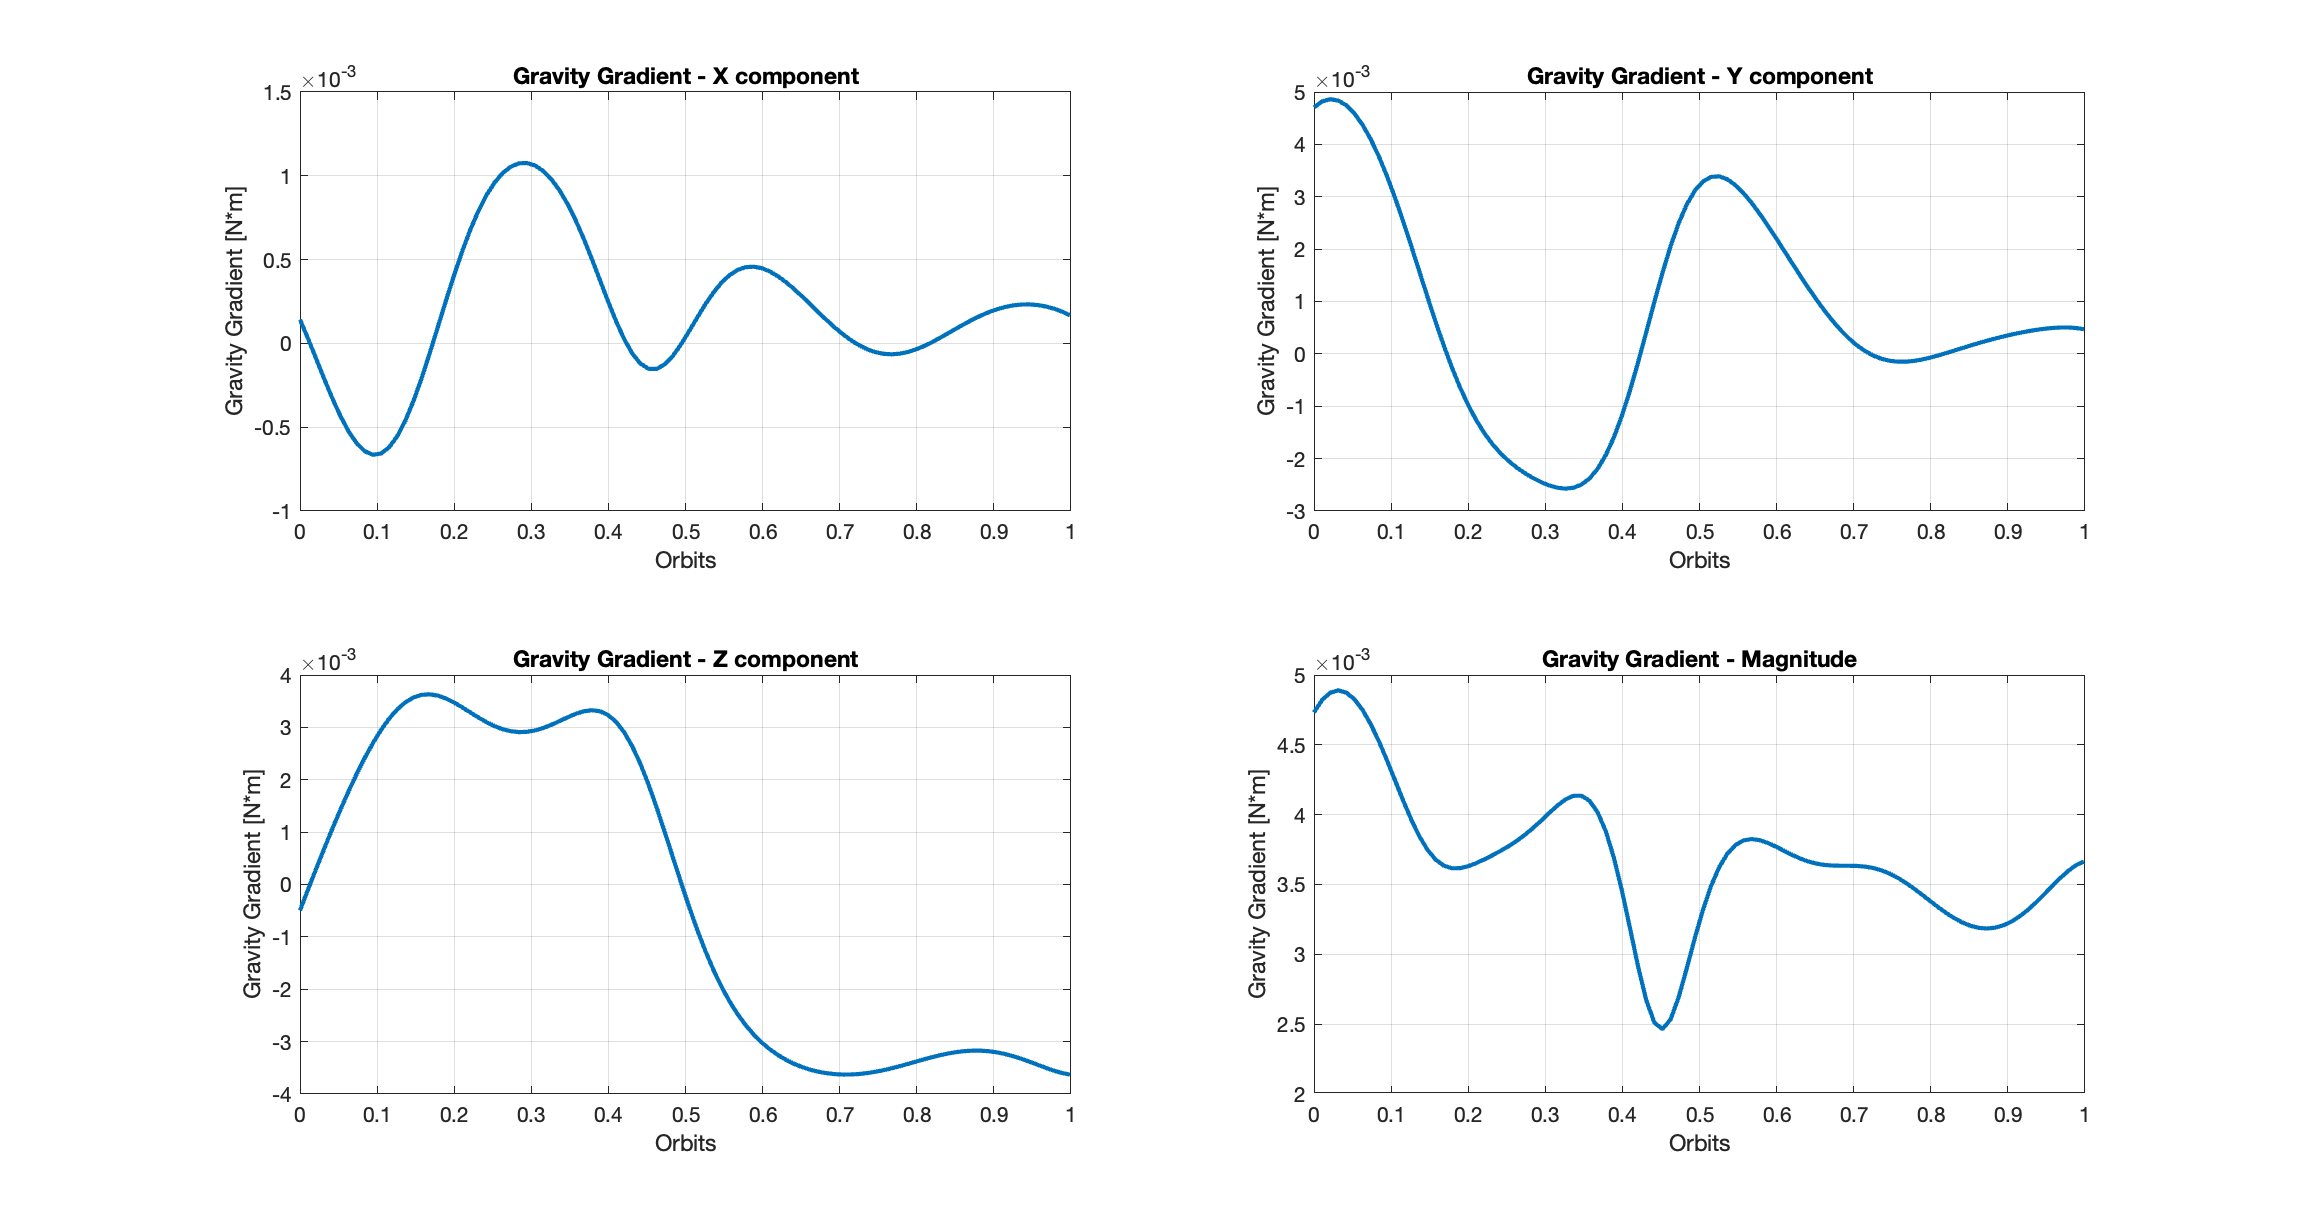 Gravity Gradient - X component
×10-3
1.5
1
0.5
0
-0.5
-1
Gravity Gradient [N*m]
0 0.1 0.2 0.3 0.4 0.5 0.6 0.7 0.8 0.9 1
Orbits
Gravity Gradient - Y component
×10-3
5
4
3
2
1
0
-1
-2
-3
Gravity Gradient [N*m]
0 0.1 0.2 0.3 0.4 0.5 0.6 0.7 0.8 0.9 1
Orbits
Gravity Gradient - Z component
×10-3
4
3
2
1
0
-1
-2
-3
-4
Gravity Gradient [N*m]
0 0.1 0.2 0.3 0.4 0.5 0.6 0.7 0.8 0.9 1
Orbits
Gravity Gradient - Magnitude
×10-3
5
4.5
4
3.5
3
2.5
2
Gravity Gradient [N*m]
0 0.1 0.2 0.3 0.4 0.5 0.6 0.7 0.8 0.9 1
Orbits